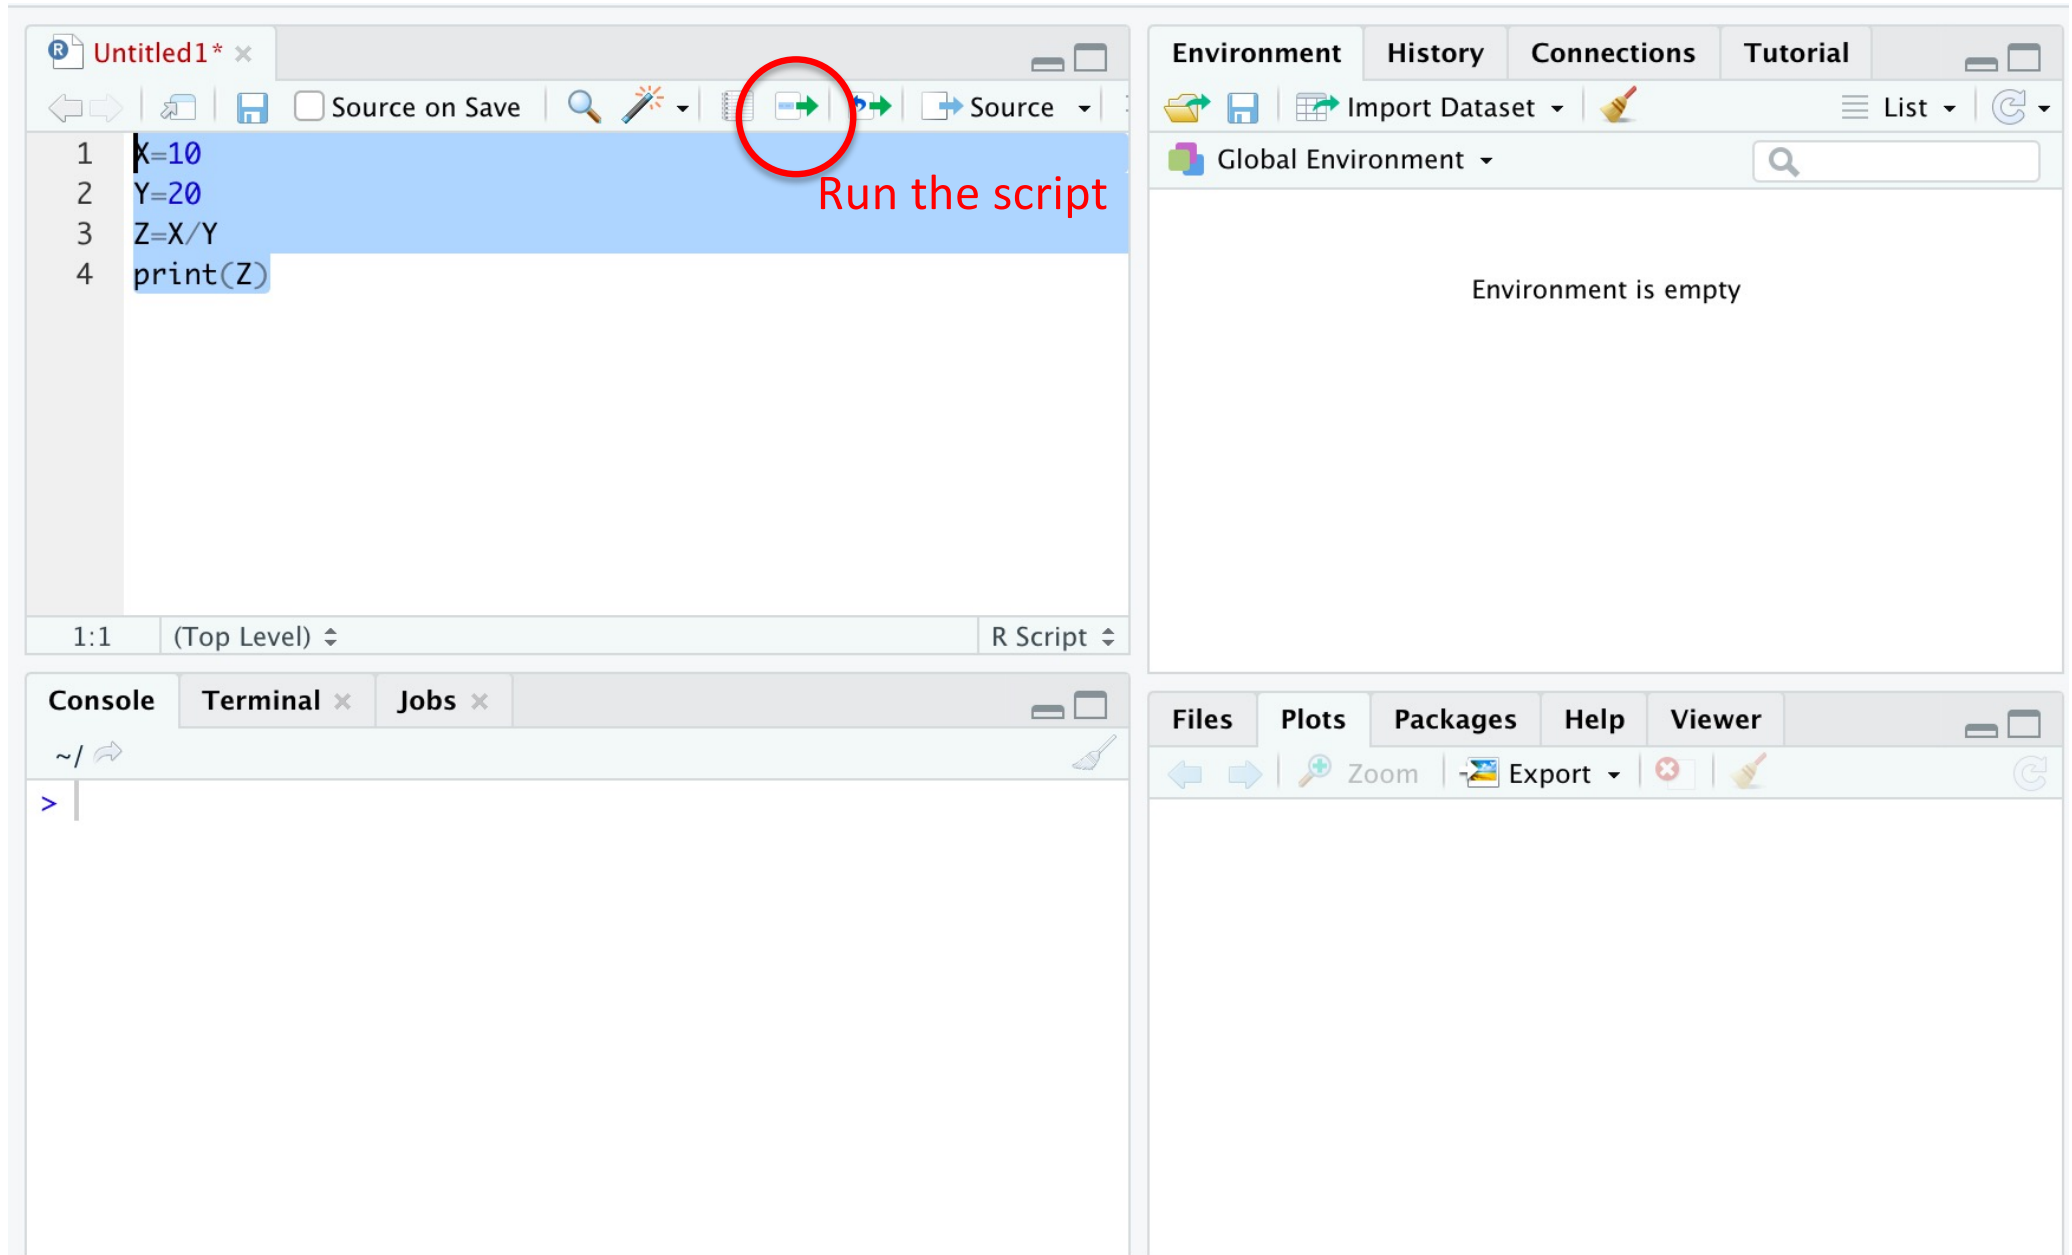 Untitled1*
Source on Save
Source
1 X=10
2 Y=20
3 Z=X/Y
4 print(Z)
Run the script
1:1 (Top Level) R Script
Console Terminal Jobs
~/
>
Environment History Connections Tutorial
Import Dataset List
Global Environment
Environment is empty
Files Plots Packages Help Viewer
Zoom Export